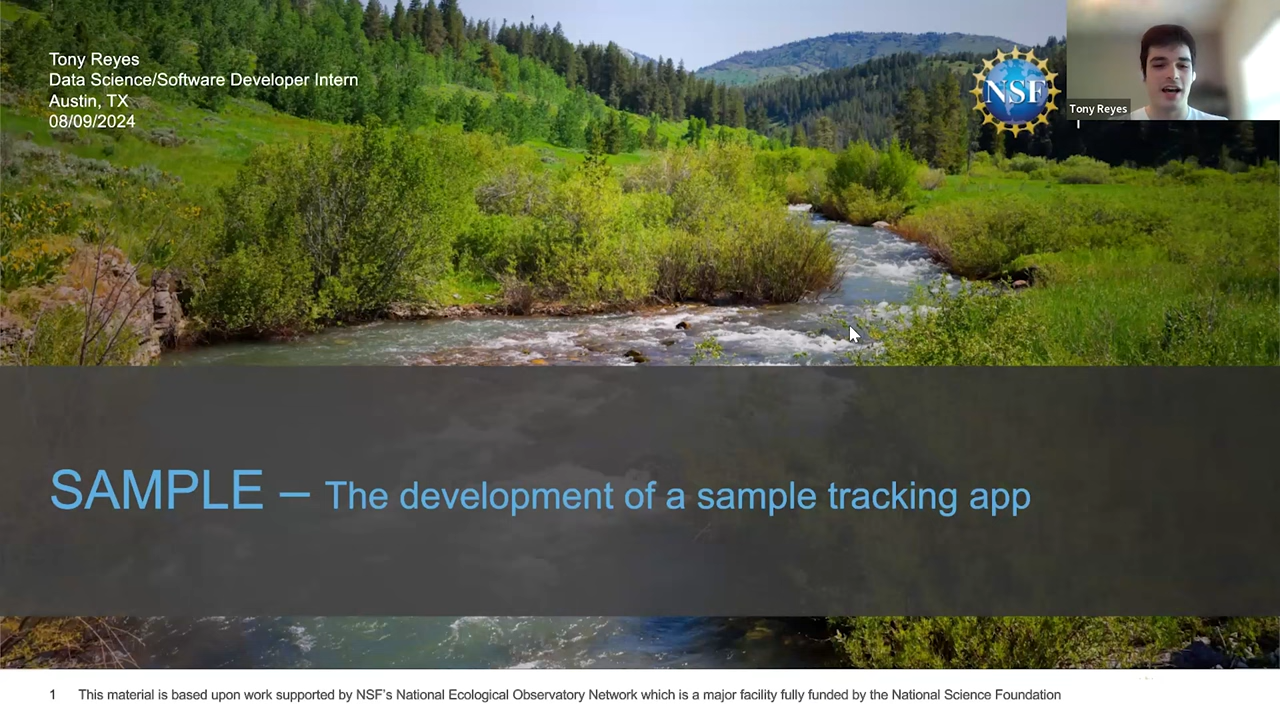 Tony Reyes
Data Science/Software Developer Intern
Austin, TX
08/09/2024
NSF
Tony Reyes
SAMPLE – The development of a sample tracking app
1 This material is based upon work supported by NSF's National Ecological Observatory Network which is a major facility fully funded by the National Science Foundation